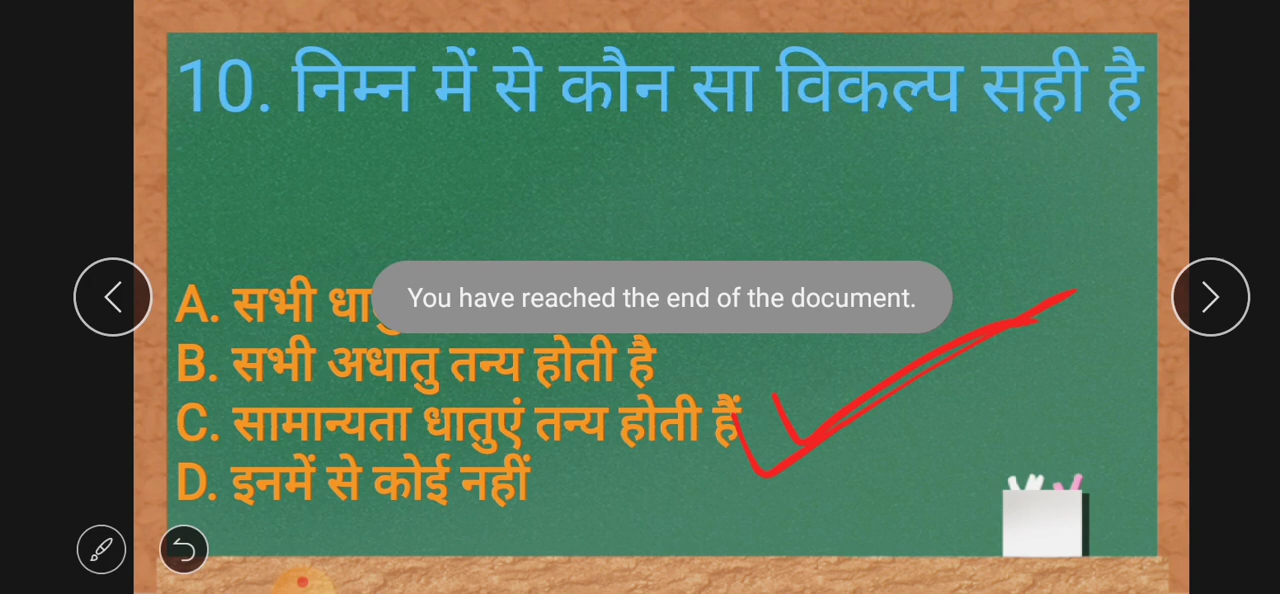 10. निम्न में से कौन सा विकल्प सही है
A. सभी
You have reached the end of the document.
B. सभी अधातु तन्य होती है
C. सामान्यता धातुएं तन्य होती हैं
D. इनमें से कोई नहीं